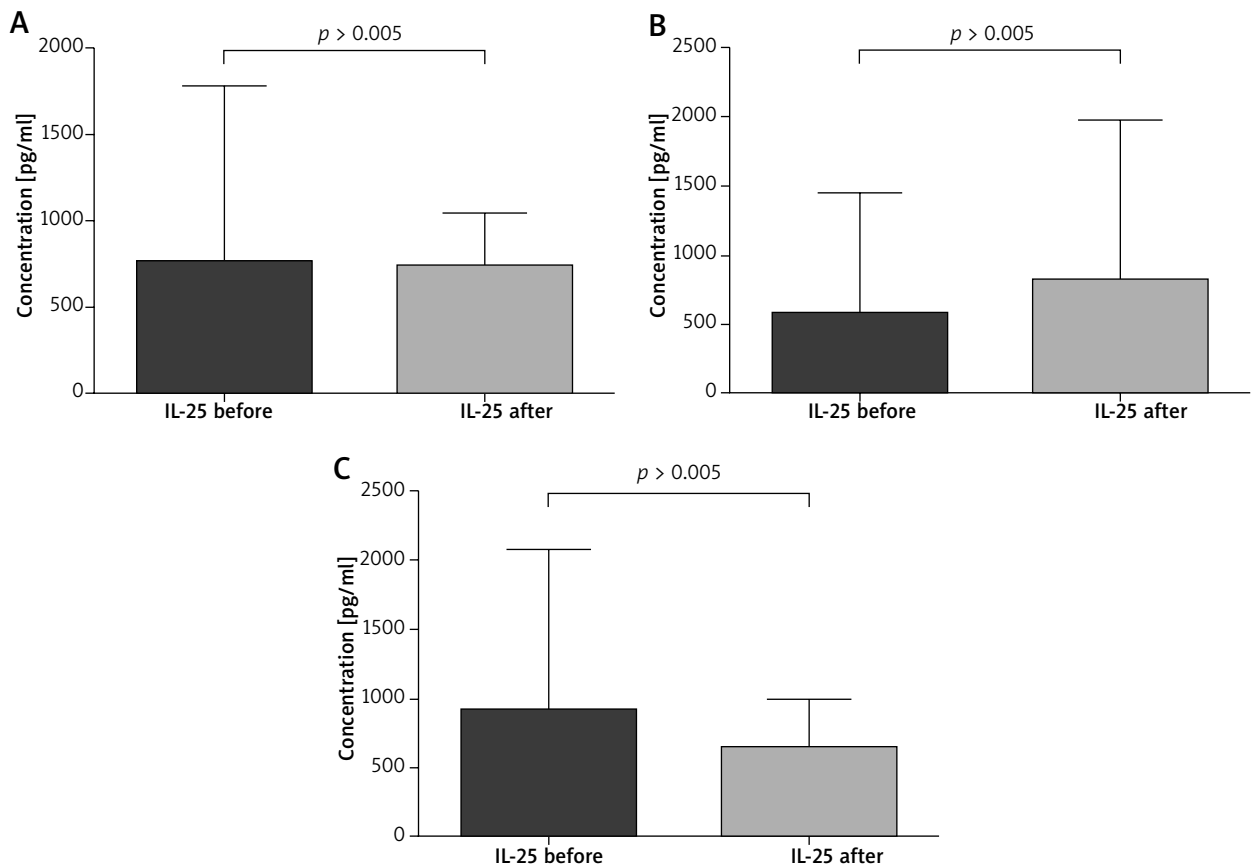 A
p > 0.005
Concentration [pg/ml]
2000
1500
1000
500
0
IL-25 before
IL-25 after
B
p > 0.005
Concentration [pg/ml]
2500
2000
1500
1000
500
0
IL-25 before
IL-25 after
C
p > 0.005
Concentration [pg/ml]
2500
2000
1500
1000
500
0
IL-25 before
IL-25 after